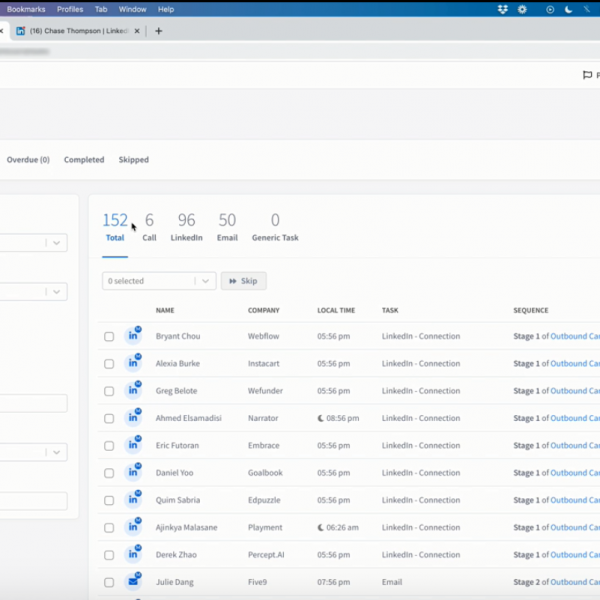 Bookmarks Profiles Tab Window Help
(16) Chase Thompson | Linked
Overdue (0) Completed Skipped
152 6 96 50 0
Total Call LinkedIn Email Generic Task
0 selected Skip
NAME COMPANY LOCAL TIME TASK SEQUENCE
Bryant Chou Webflow 05:56 pm LinkedIn - Connection Stage 1 of Outbound Ca
Alexia Burke Instacart 05:56 pm LinkedIn - Connection Stage 1 of Outbound Ca
Greg Belote Wefunder 05:56 pm LinkedIn - Connection Stage 1 of Outbound Ca
Ahmed Elsamadisi Narrator 08:56 pm LinkedIn - Connection Stage 1 of Outbound Ca
Eric Futoran Embrace 05:56 pm LinkedIn - Connection Stage 1 of Outbound Ca
Daniel Yoo Goalbook 05:56 pm LinkedIn - Connection Stage 1 of Outbound Ca
Quim Sabria Edpuzzle 05:56 pm LinkedIn - Connection Stage 1 of Outbound Ca
Ajinkya Malasane Playment 06:26 am LinkedIn - Connection Stage 1 of Outbound Ca
Derek Zhao Percept.AI 05:56 pm LinkedIn - Connection Stage 1 of Outbound Ca
Julie Dang Five9 07:56 pm Email Stage 2 of Outbound Ca